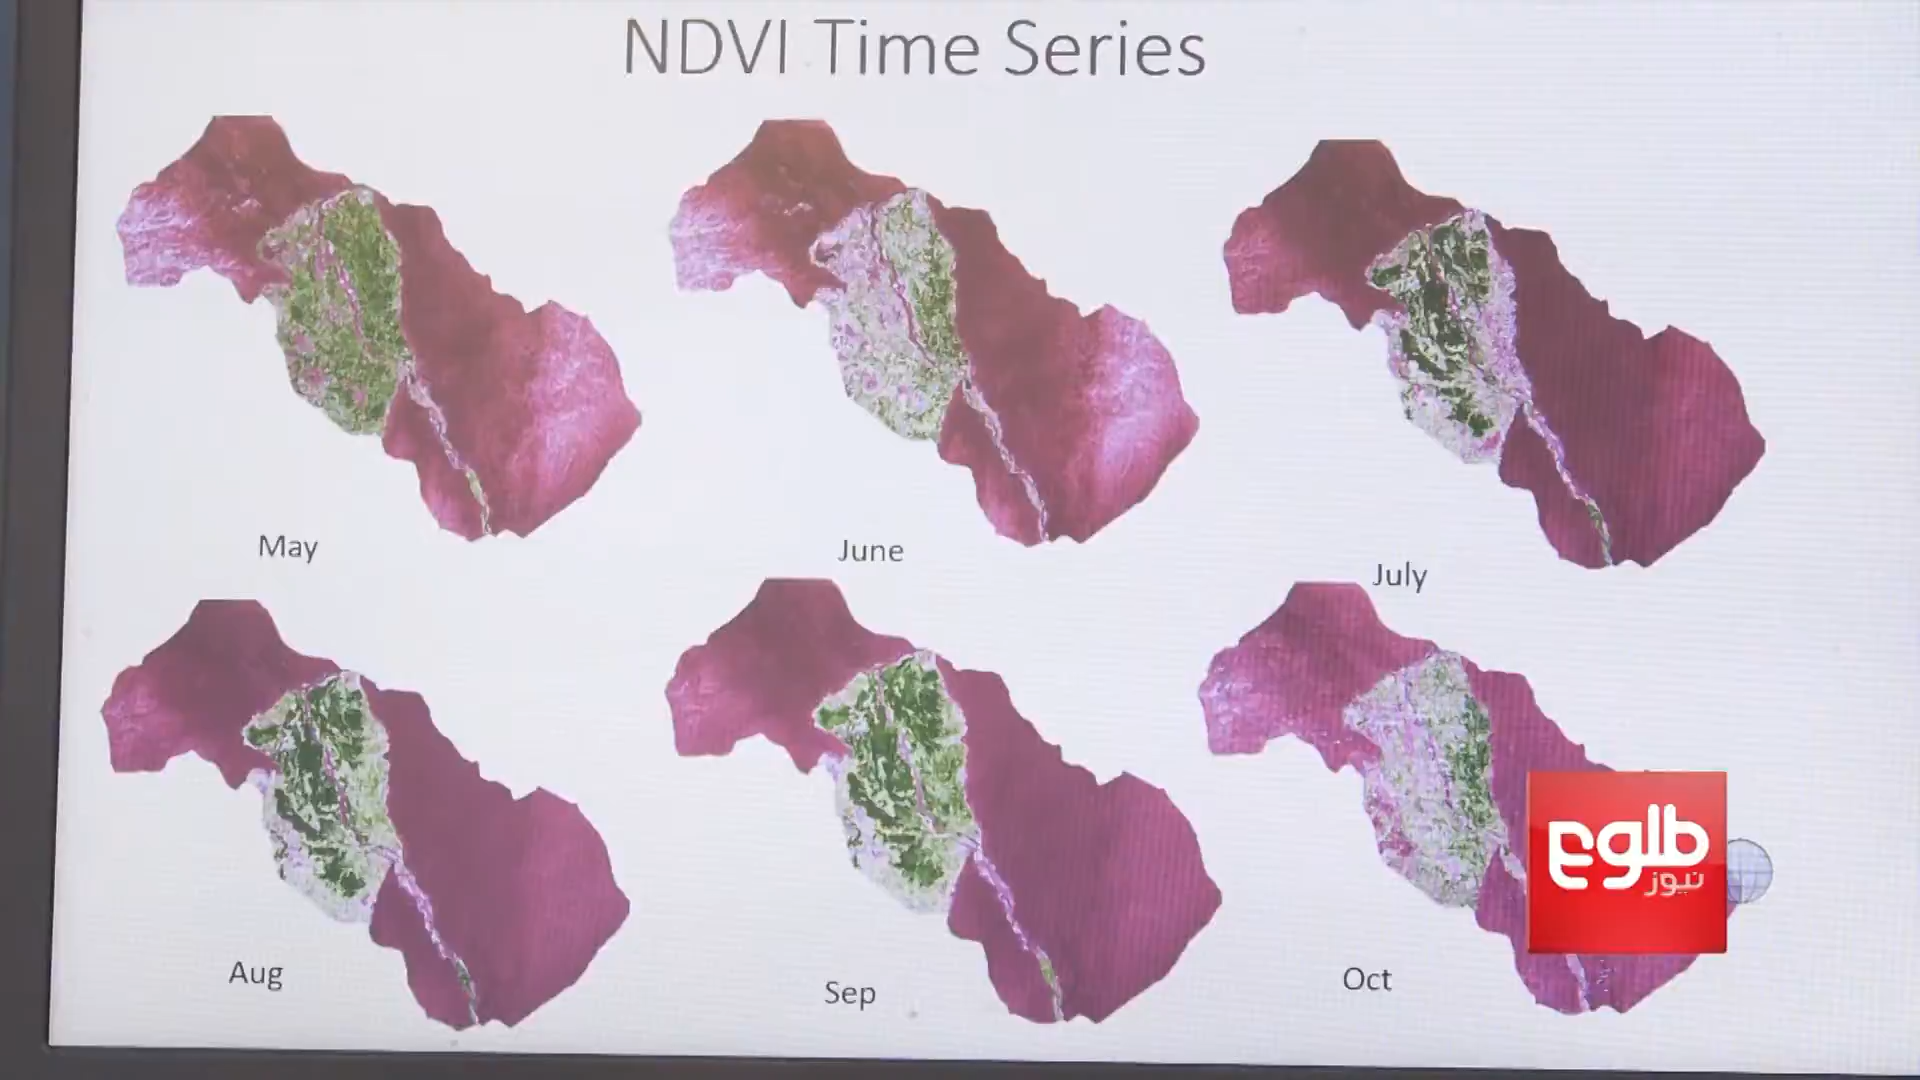 NDVI Time Series
May
June
July
Aug
Sep
Oct
طلوع
نیوز